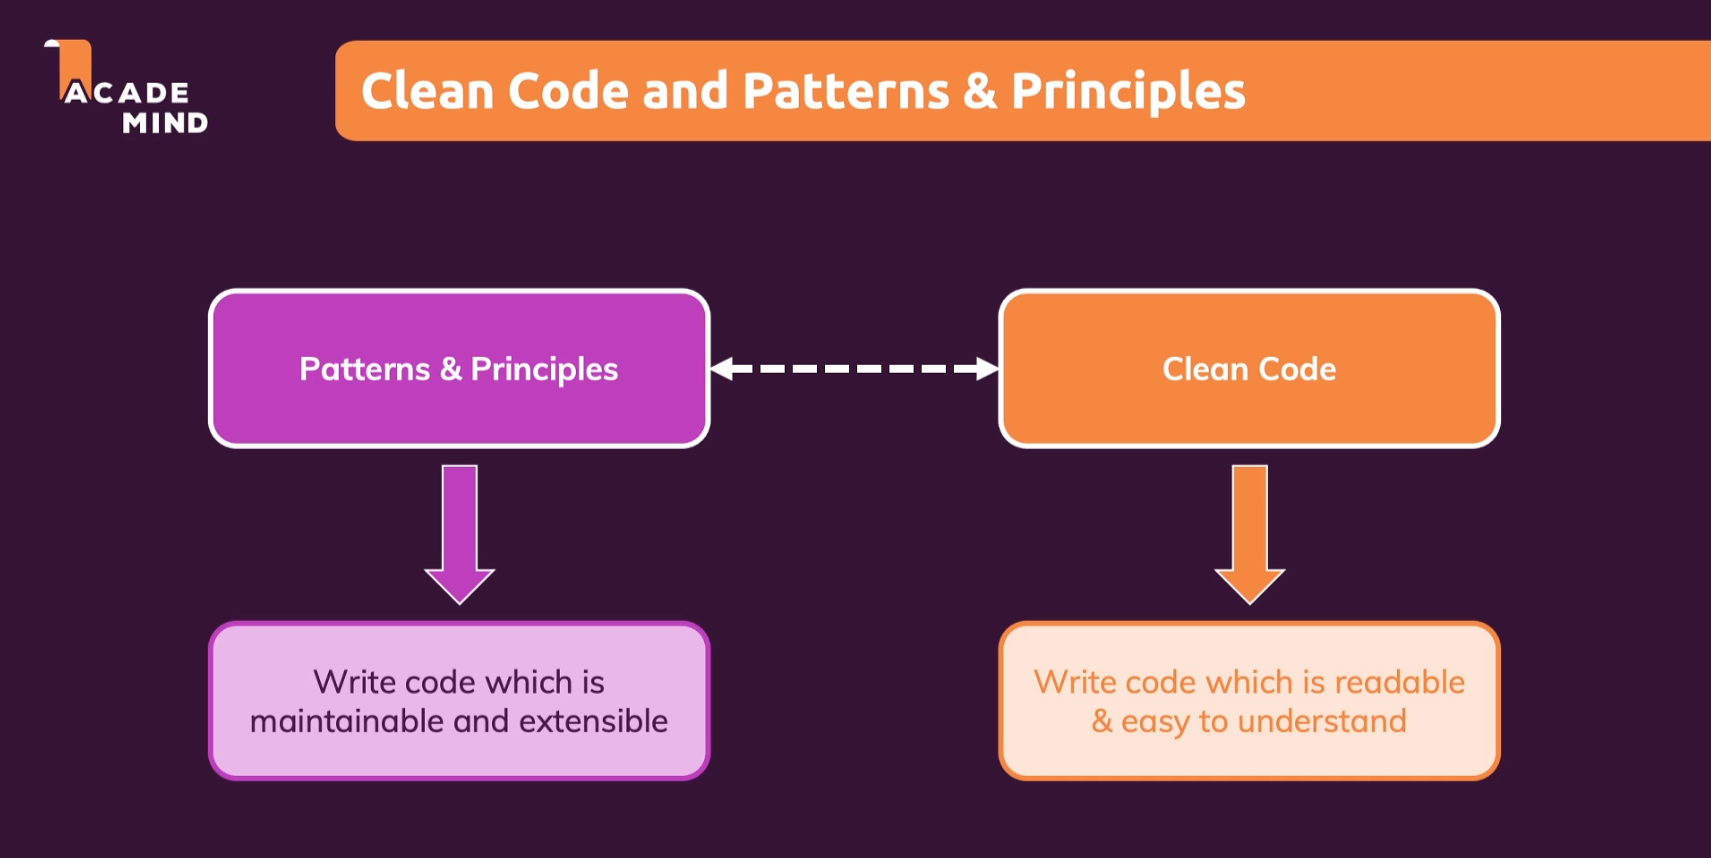 ACADE
MIND
Clean Code and Patterns & Principles
Patterns & Principles
Clean Code
Write code which is
maintainable and extensible
Write code which is readable
& easy to understand